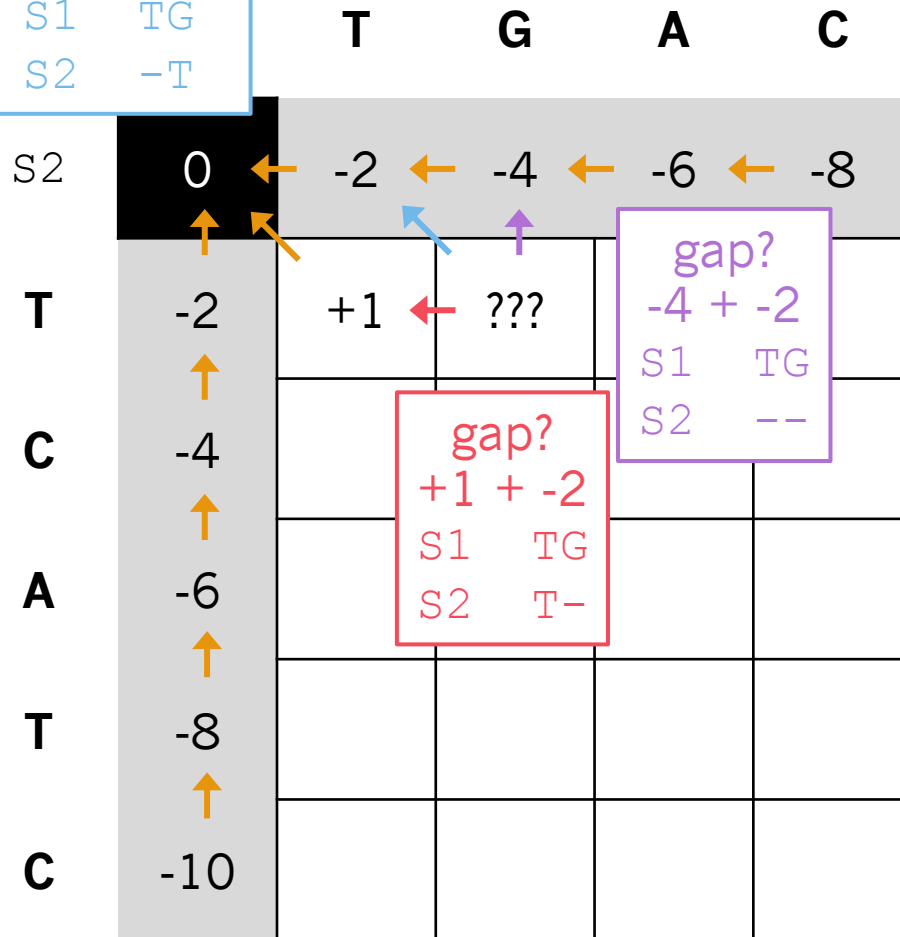 S1 TG
S2 -T
T G A C
S2 0 -2 -4 -6 -8
T -2 +1 ???
gap?
-4 + -2
S1 TG
S2 --
C -4
gap?
+1 + -2
S1 TG
S2 T-
A -6
T -8
C -10